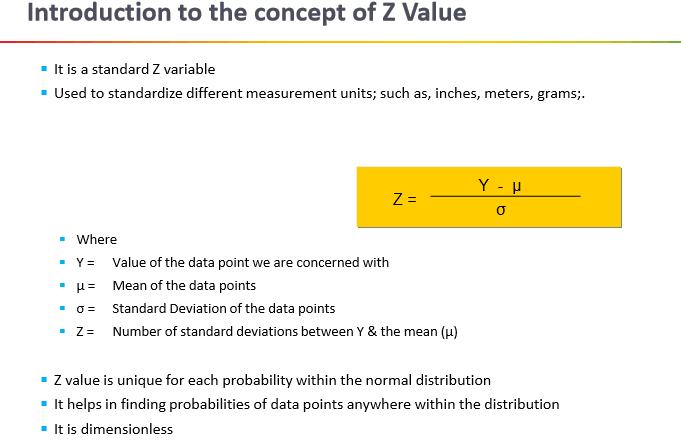 Introduction to the concept of Z Value
It is a standard Z variable
Used to standardize different measurement units; such as, inches, meters, grams;.
Y - μ
Z =
σ
Where
Y = Value of the data point we are concerned with
μ = Mean of the data points
σ = Standard Deviation of the data points
Z = Number of standard deviations between Y & the mean (μ)
Z value is unique for each probability within the normal distribution
It helps in finding probabilities of data points anywhere within the distribution
It is dimensionless